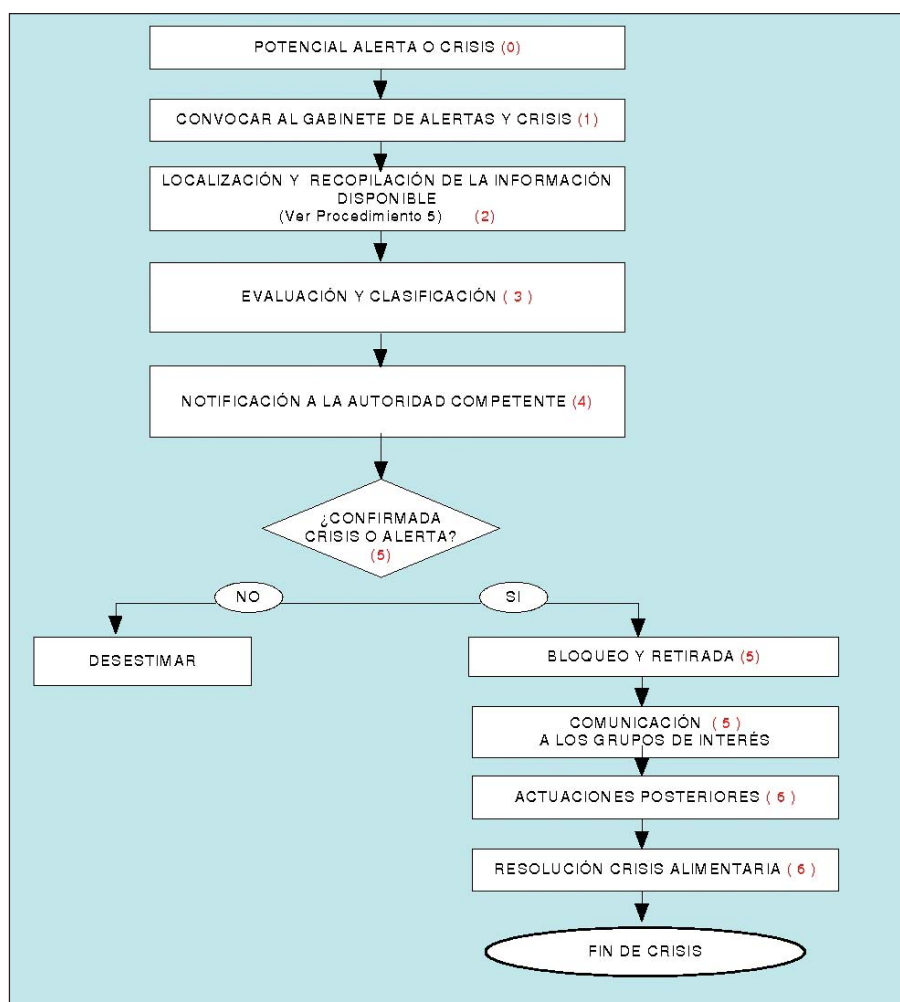 POTENCIAL ALERTA O CRISIS (0)
CONVOCAR AL GABINETE DE ALERTAS Y CRISIS (1)
LOCALIZACIÓN Y RECOPILACIÓN DE LA INFORMACIÓN
DISPONIBLE
(Ver Procedimiento 5) (2)
EVALUACIÓN Y CLASIFICACIÓN ( 3 )
NOTIFICACIÓN A LA AUTORIDAD COMPETENTE (4)
¿CONFIRMADA
CRISIS O ALERTA?
(5)
NO
SI
DESESTIMAR
BLOQUEO Y RETIRADA (5)
COMUNICACIÓN ( 5 )
A LOS GRUPOS DE INTERÉS
ACTUACIONES POSTERIORES ( 6 )
RESOLUCIÓN CRISIS ALIMENTARIA ( 6 )
FIN DE CRISIS